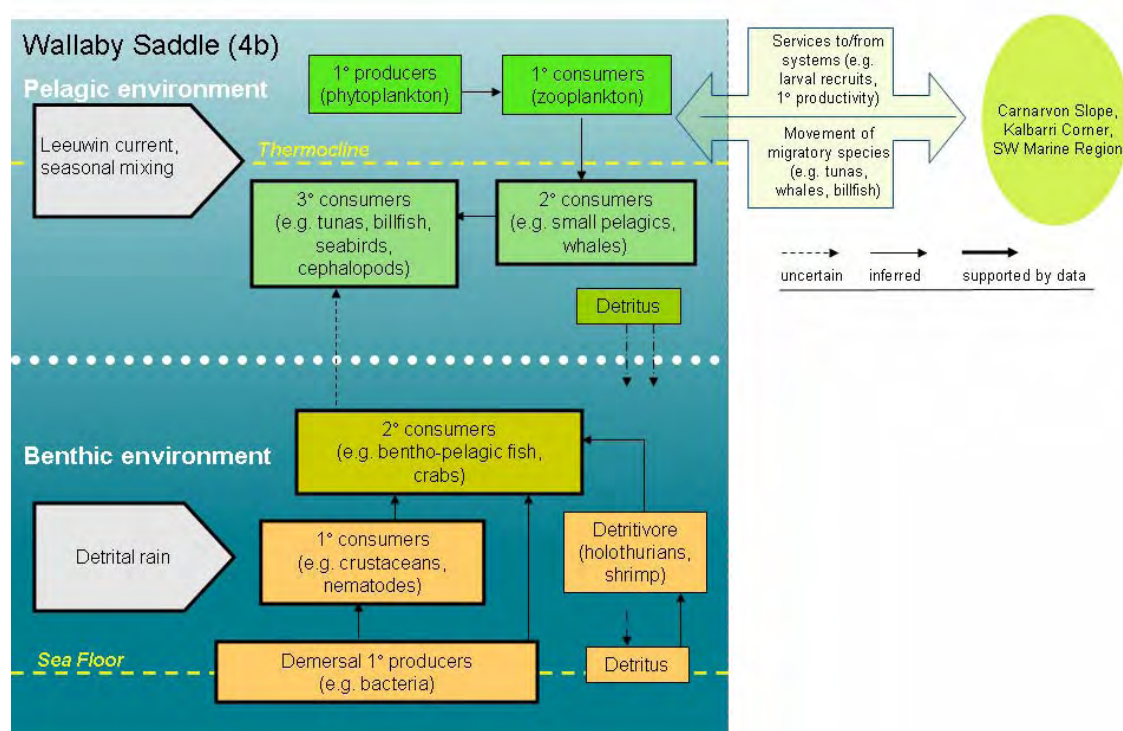 Wallaby Saddle (4b)
Pelagic environment
1° producers
(phytoplankton)
1° consumers
(zooplankton)
Services to/from
systems (e.g.
larval recruits,
1° productivity)
Movement of
migratory species
(e.g. tunas,
whales, billfish)
Carnarvon Slope,
Kalbarri Corner,
SW Marine Region
Leeuwin current,
seasonal mixing
Thermocline
3° consumers
(e.g. tunas, billfish,
seabirds,
cephalopods)
2° consumers
(e.g. small pelagics,
whales)
uncertain
inferred
supported by data
Detritus
Benthic environment
2° consumers
(e.g. bentho-pelagic fish,
crabs)
Detrital rain
1° consumers
(e.g. crustaceans,
nematodes)
Detritivore
(holothurians,
shrimp)
Sea Floor
Demersal 1° producers
(e.g. bacteria)
Detritus